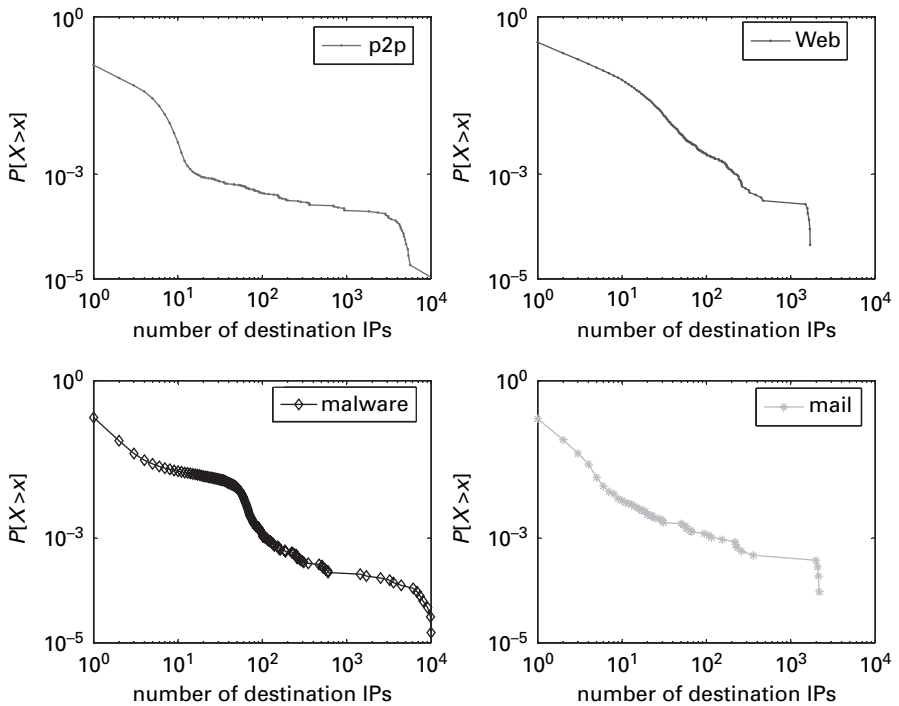 10^0
p2p
P[X>x]
10^-3
10^-5
10^0 10^1 10^2 10^3 10^4
number of destination IPs
10^0
Web
P[X>x]
10^-3
10^-5
10^0 10^1 10^2 10^3 10^4
number of destination IPs
10^0
malware
P[X>x]
10^-3
10^-5
10^0 10^1 10^2 10^3 10^4
number of destination IPs
10^0
mail
P[X>x]
10^-3
10^-5
10^0 10^1 10^2 10^3 10^4
number of destination IPs